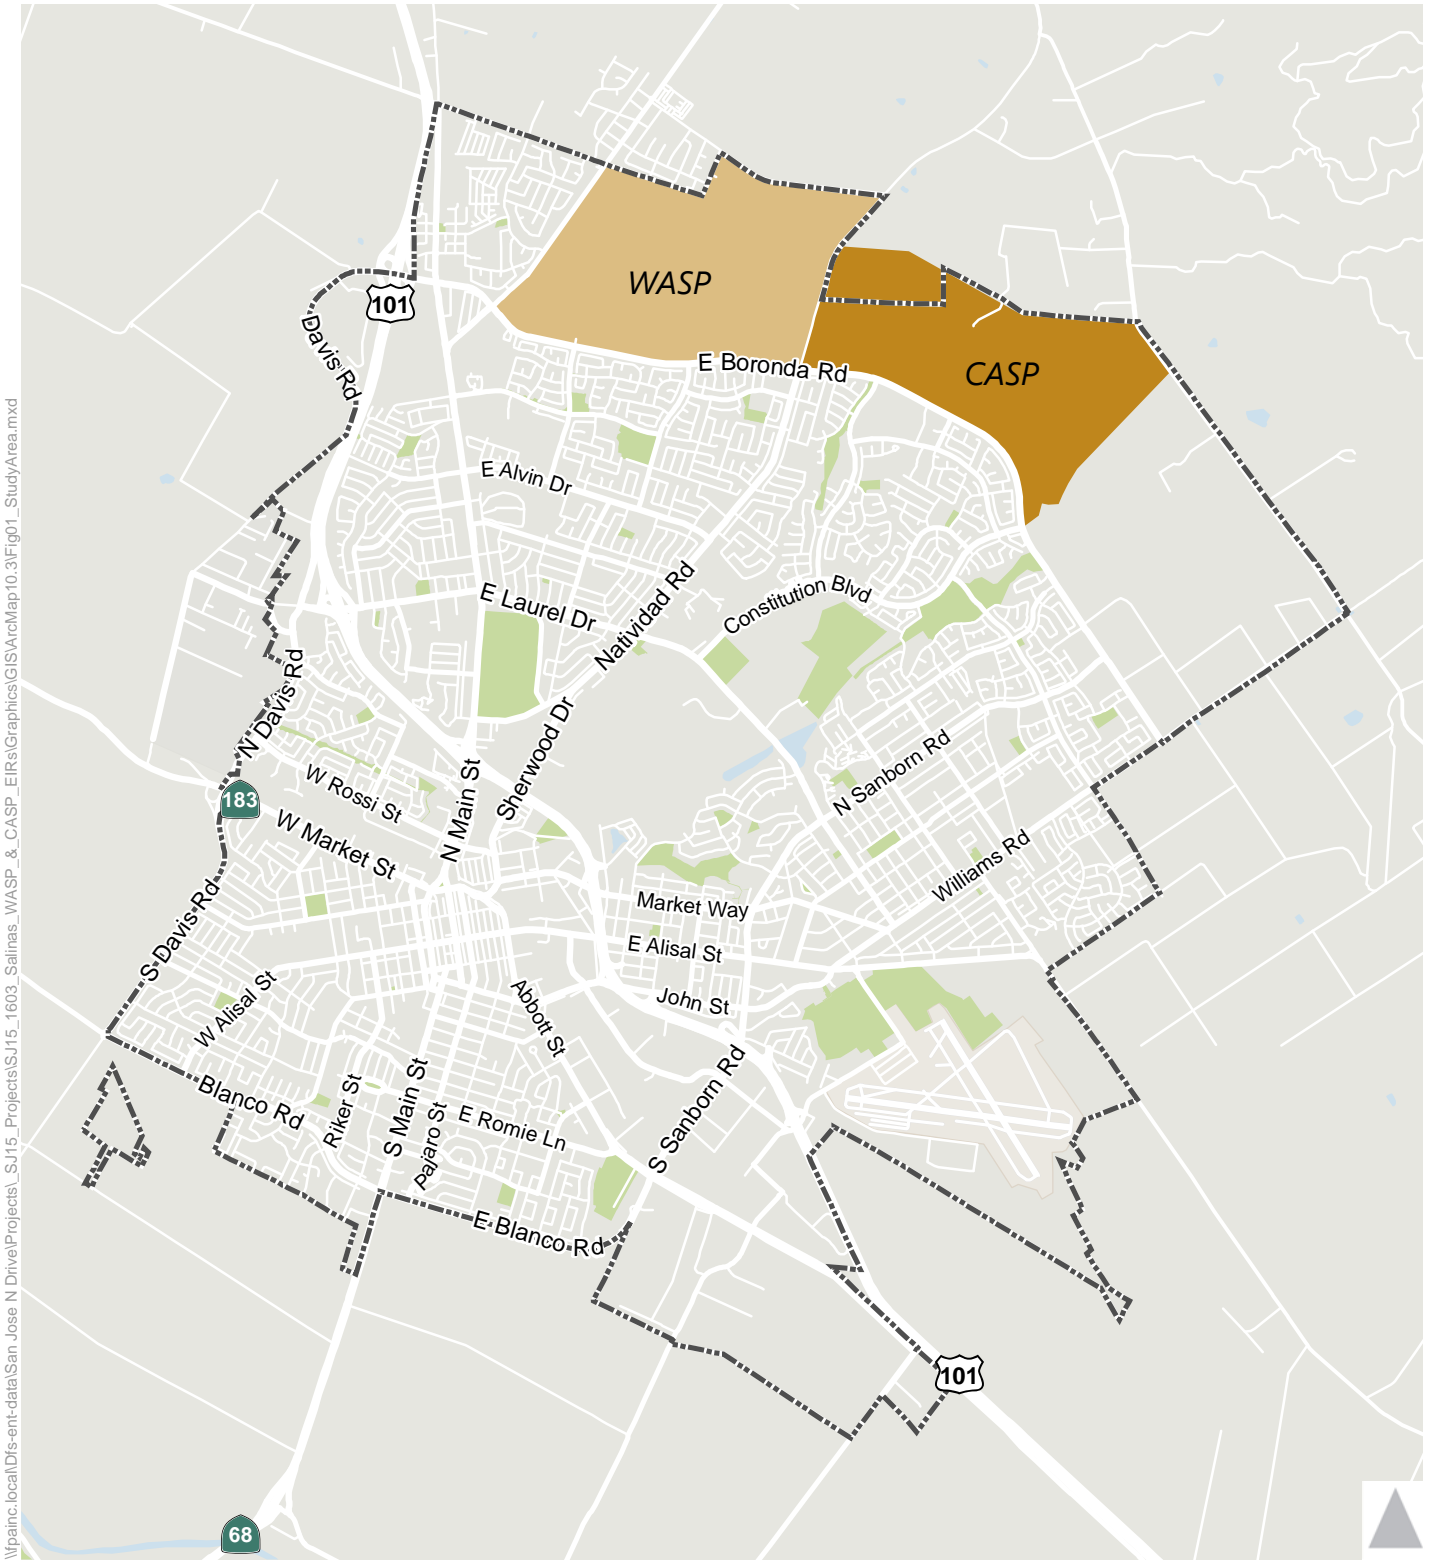 WASP
101
Davis Rd
E Boronda Rd
CASP
E Alvin Dr
E Laurel Dr
Natividad Rd
Constitution Blvd
N Davis Rd
Sherwood Dr
N Main St
W Rossi St
183
W Market St
N Sanborn Rd
Williams Rd
Market Way
S Davis Rd
E Alisal St
W Alisal St
John St
Abbott St
Blanco Rd
Riker St
S Main St
Pajaro St
E Romie Ln
S Sanborn Rd
E Blanco Rd
101
68
\\fpainc.local\Dfs-ent-data\San Jose N Drive\Projects\_SJ15_Projects\SJ15_1603_Salinas_WASP_&_CASP_EIRs\Graphics\GIS\ArcMap10.3\Fig01_StudyArea.mxd